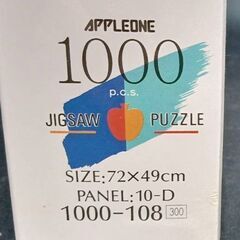 APPLEONE
1000
p.c.s.
JIGSAW PUZZLE
SIZE:72×49cm
PANEL:10-D
1000-108 300